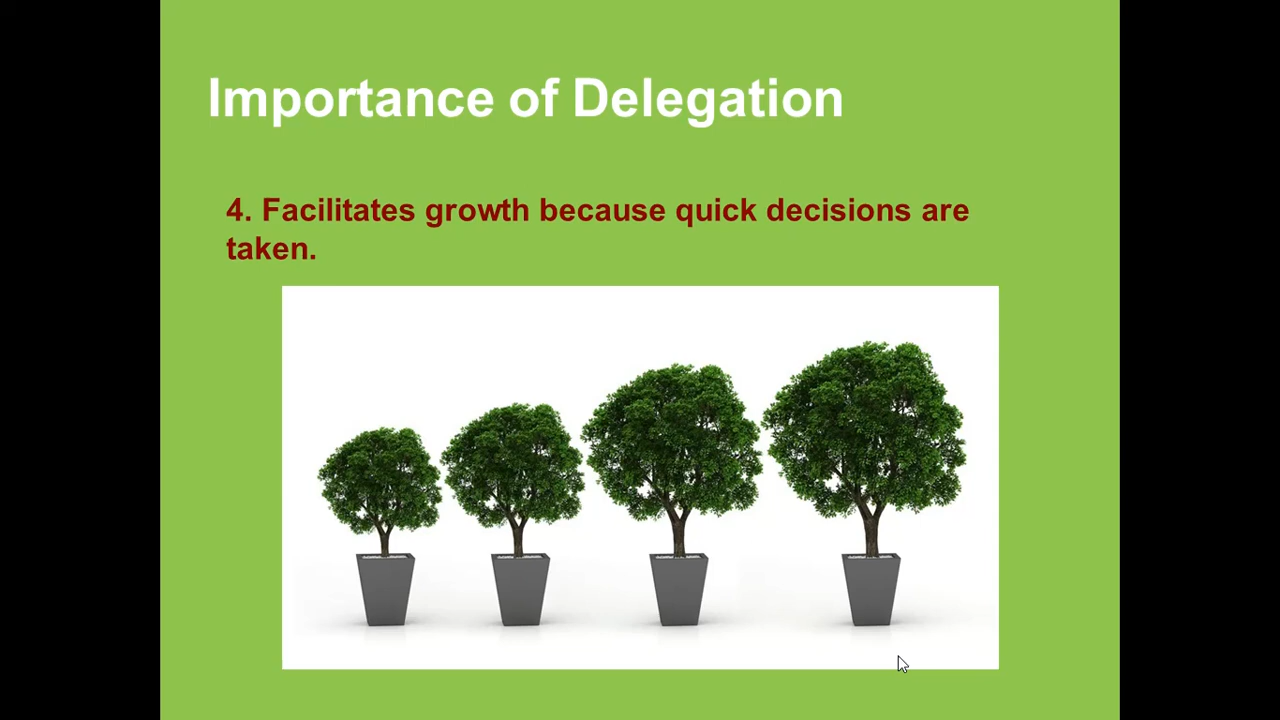 Importance of Delegation
4. Facilitates growth because quick decisions are
taken.